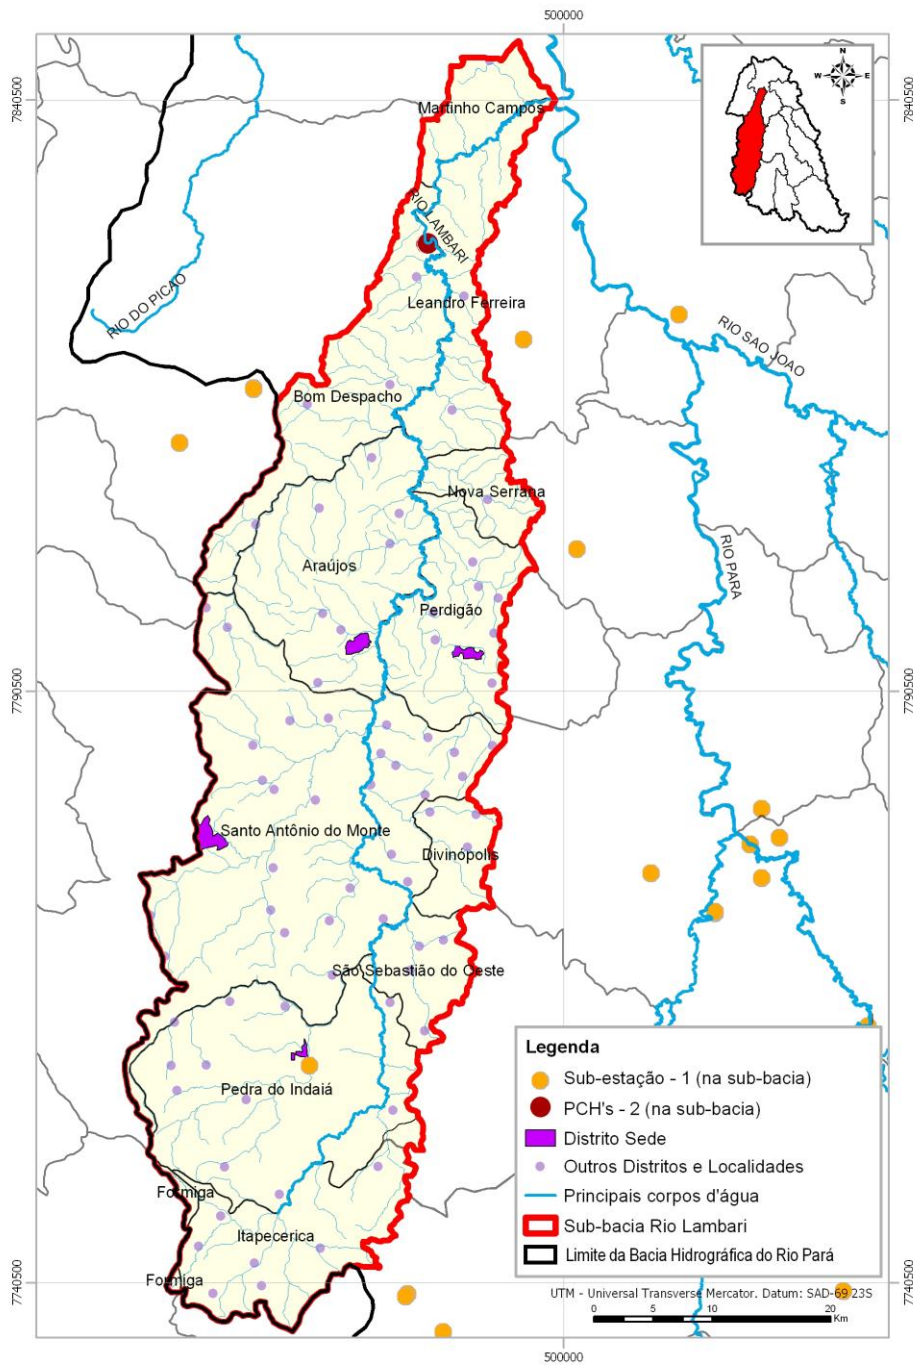 500000
7840500
7840500
N
W
E
S
Martinho Campos
RIO LAMBARI
RIO DO PICAO
Leandro Ferreira
RIO SAO JOAO
Bom Despacho
Nova Serrana
RIO PARA
Araújos
Perdigão
7790500
7790500
Santo Antônio do Monte
Divinópolis
São Sebastião do Oeste
Pedra do Indaiá
Formiga
Itapecerica
Formiga
Legenda
Sub-estação - 1 (na sub-bacia)
PCH's - 2 (na sub-bacia)
Distrito Sede
Outros Distritos e Localidades
Principais corpos d'água
Sub-bacia Rio Lambari
Limite da Bacia Hidrográfica do Rio Pará
7740500
7740500
UTM - Universal Transverse Mercator. Datum: SAD-69 23S
0 5 10 20
Km
500000